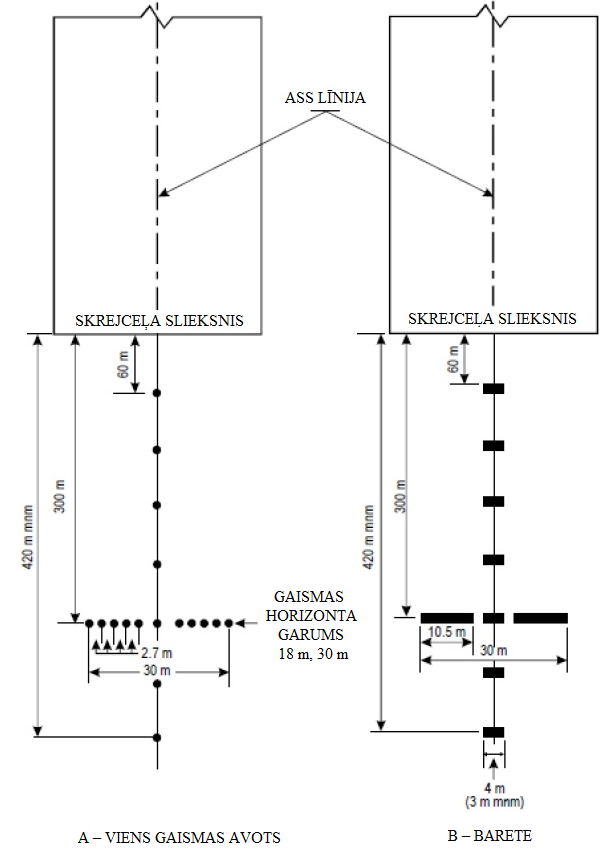 ASS LĪNIJA
SKREJCEĻA SLIEKSNIS
SKREJCEĻA SLIEKSNIS
60 m
60 m
300 m
300 m
420 m mnm
420 m mnm
GAISMAS
HORIZONTA
GARUMS
18 m, 30 m
2.7 m
30 m
10.5 m
30 m
4 m
(3 m mnm)
A – VIENS GAISMAS AVOTS
B – BARETE